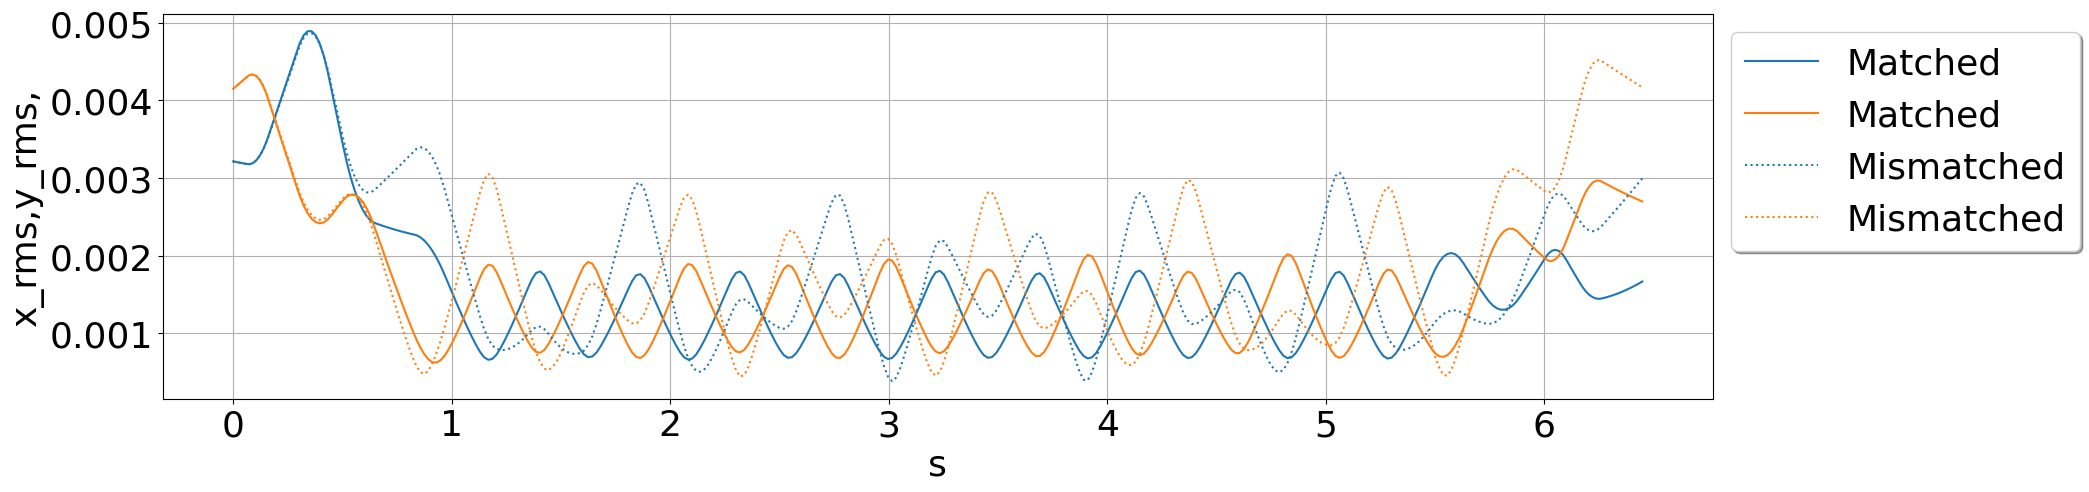 x_rms,y_rms,
0.005
0.004
0.003
0.002
0.001
0 1 2 3 4 5 6
s
Matched
Matched
Mismatched
Mismatched